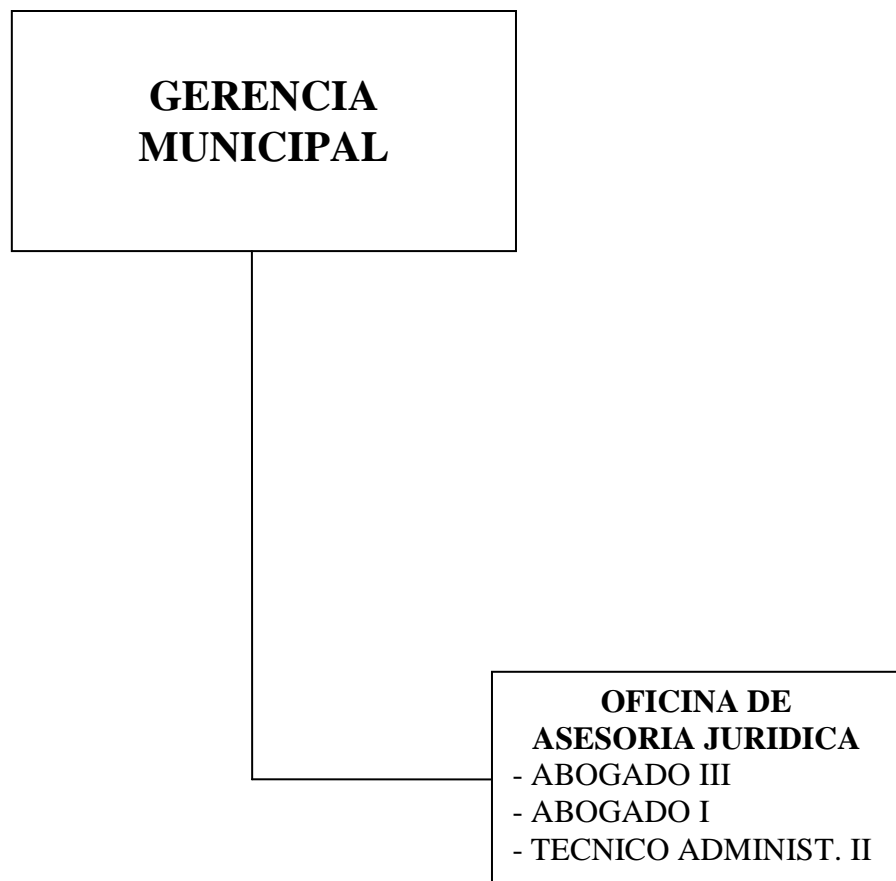 GERENCIA
MUNICIPAL
OFICINA DE
ASESORIA JURIDICA
- ABOGADO III
- ABOGADO I
- TECNICO ADMINIST. II